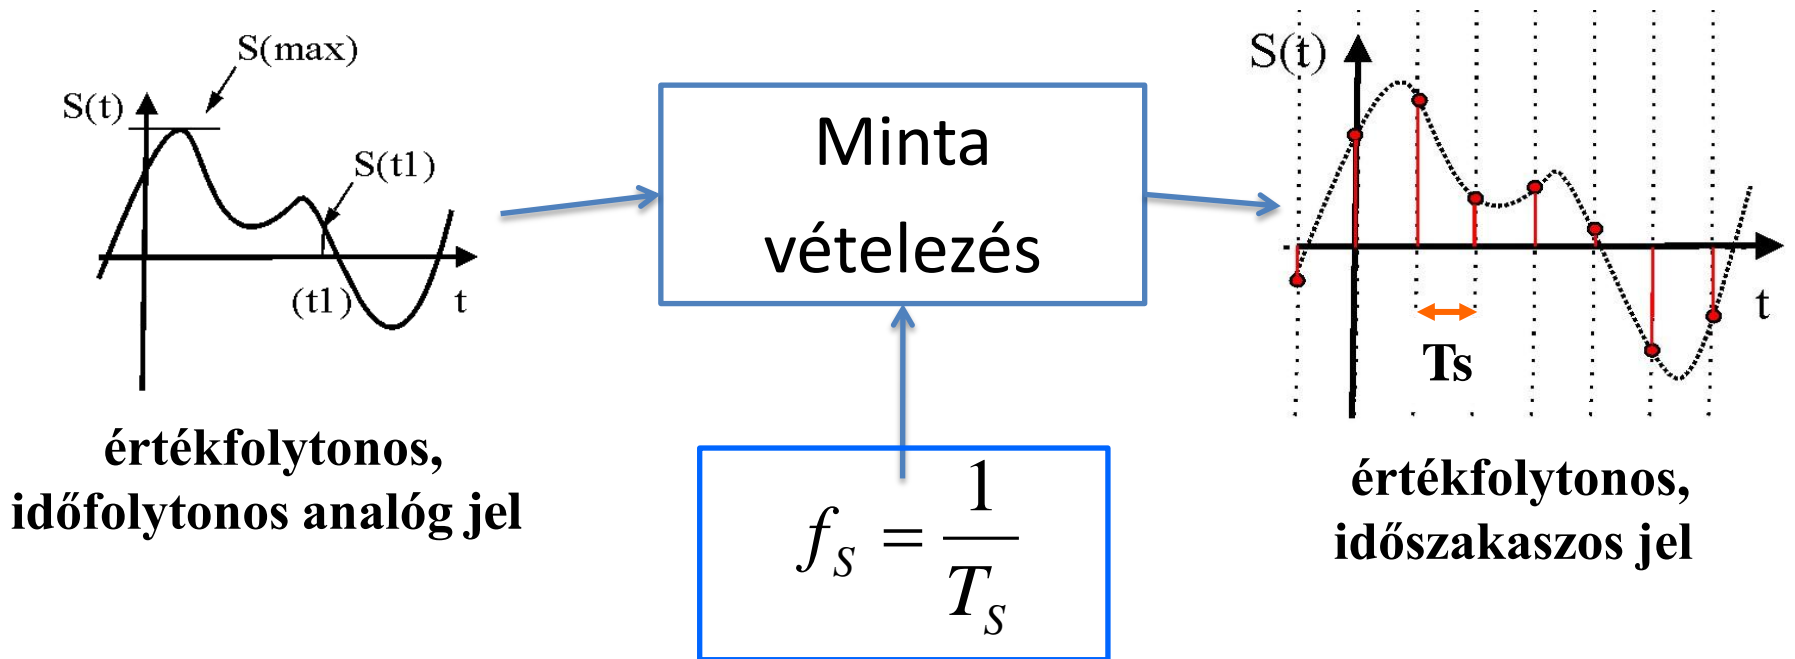 S(max)
S(t)
S(t1)
(t1)
t
értékfolytonos,
időfolytonos analóg jel
Minta
vételezés
f_S = 1/T_S
S(t)
Ts
t
értékfolytonos,
időszakaszos jel